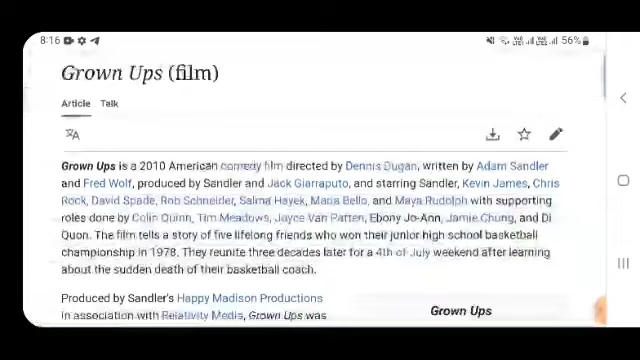 8:16 56%
Grown Ups (film)
Article Talk
Grown Ups is a 2010 American comedy film directed by Dennis Dugan, written by Adam Sandler
and Fred Wolf, produced by Sandler and Jack Giarraputo, and starring Sandler, Kevin James, Chris
Rock, David Spade, Rob Schneider, Salma Hayek, Maria Bello, and Maya Rudolph with supporting
roles done by Colin Quinn, Tim Meadows, Jayce Van Patten, Ebony Jo-Ann, Jamie Chung, and Di
Quon. The film tells a story of five lifelong friends who won their junior high school basketball
championship in 1978. They reunite three decades later for a 4th of July weekend after learning
about the sudden death of their basketball coach.
Produced by Sandler's Happy Madison Productions
in association with Relativity Media, Grown Ups was
Grown Ups